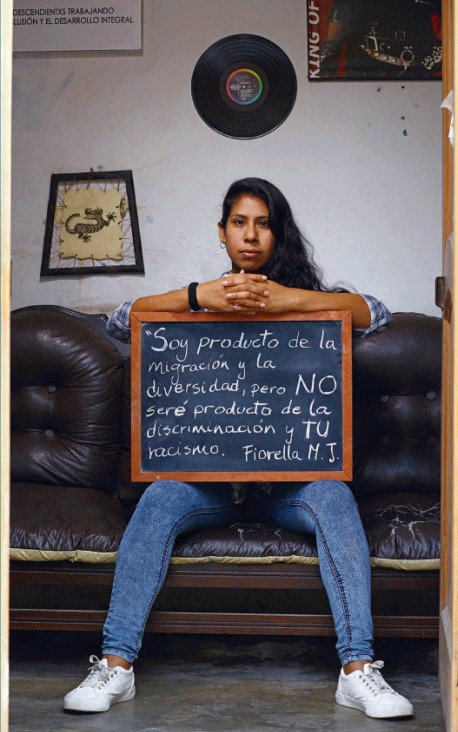 DESCENDIENTXS TRABAJANDO
LUSIÓN Y EL DESARROLLO INTEGRAL
KING OF
"Soy producto de la
migración y la
diversidad, pero NO
seré producto de la
discriminación y TU
racismo. Fiorella M.J.